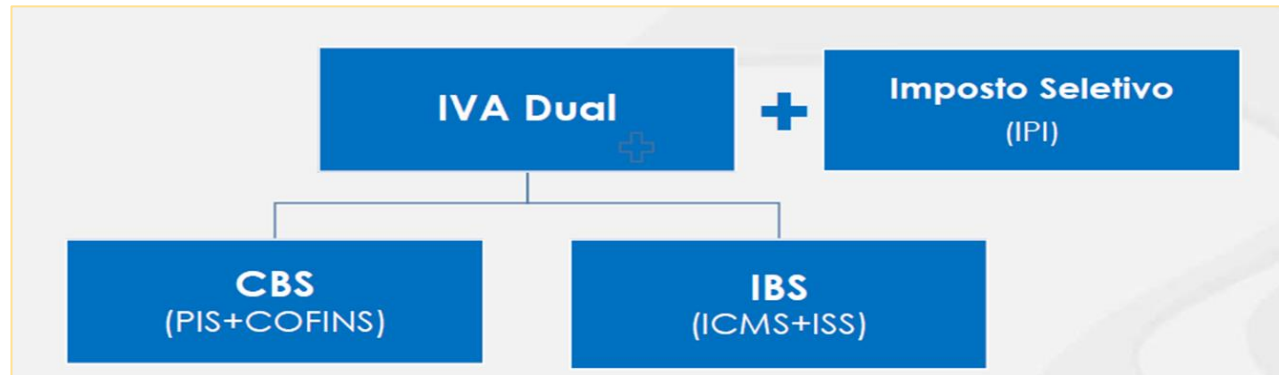 IVA Dual
+
Imposto Seletivo
(IPI)
CBS
(PIS+COFINS)
IBS
(ICMS+ISS)